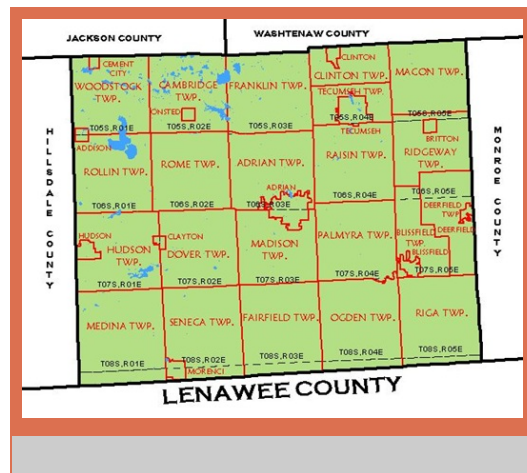 JACKSON COUNTY
WASHTENAW COUNTY
CEMENT
CITY
WOODSTOCK
TWP.
CAMBRIDGE
TWP.
ONSTED
FRANKLIN TWP.
CLINTON
CLINTON TWP.
TECUMSEH TWP.
MACON TWP.
T05S,R01E
T05S,R02E
T05S,R03E
T05S,R04E
T05S,R05E
TECUMSEH
HILLSDALE COUNTY
MONROE COUNTY
ADDISON
ROLLIN TWP.
ROME TWP.
ADRIAN TWP.
RAISIN TWP.
BRITTON
RIDGEWAY
TWP.
ADRIAN
T06S,R01E
T06S,R02E
T06S,R03E
T06S,R04E
T06S,R05E
DEERFIELD
TWP
DEERFIELD
HUDSON
HUDSON
TWP.
CLAYTON
DOVER TWP.
MADISON
TWP.
PALMYRA TWP.
BLISSFIELD
TWP.
BLISSFIELD
T07S,R01E
T07S,R02E
T07S,R03E
T07S,R04E
T07S,R05E
MEDINA TWP.
SENECA TWP.
FAIRFIELD TWP.
OGDEN TWP.
RIGA TWP.
T08S,R01E
T08S,R02E
T08S,R03E
T08S,R04E
T08S,R05E
MORENCI
LENAWEE COUNTY